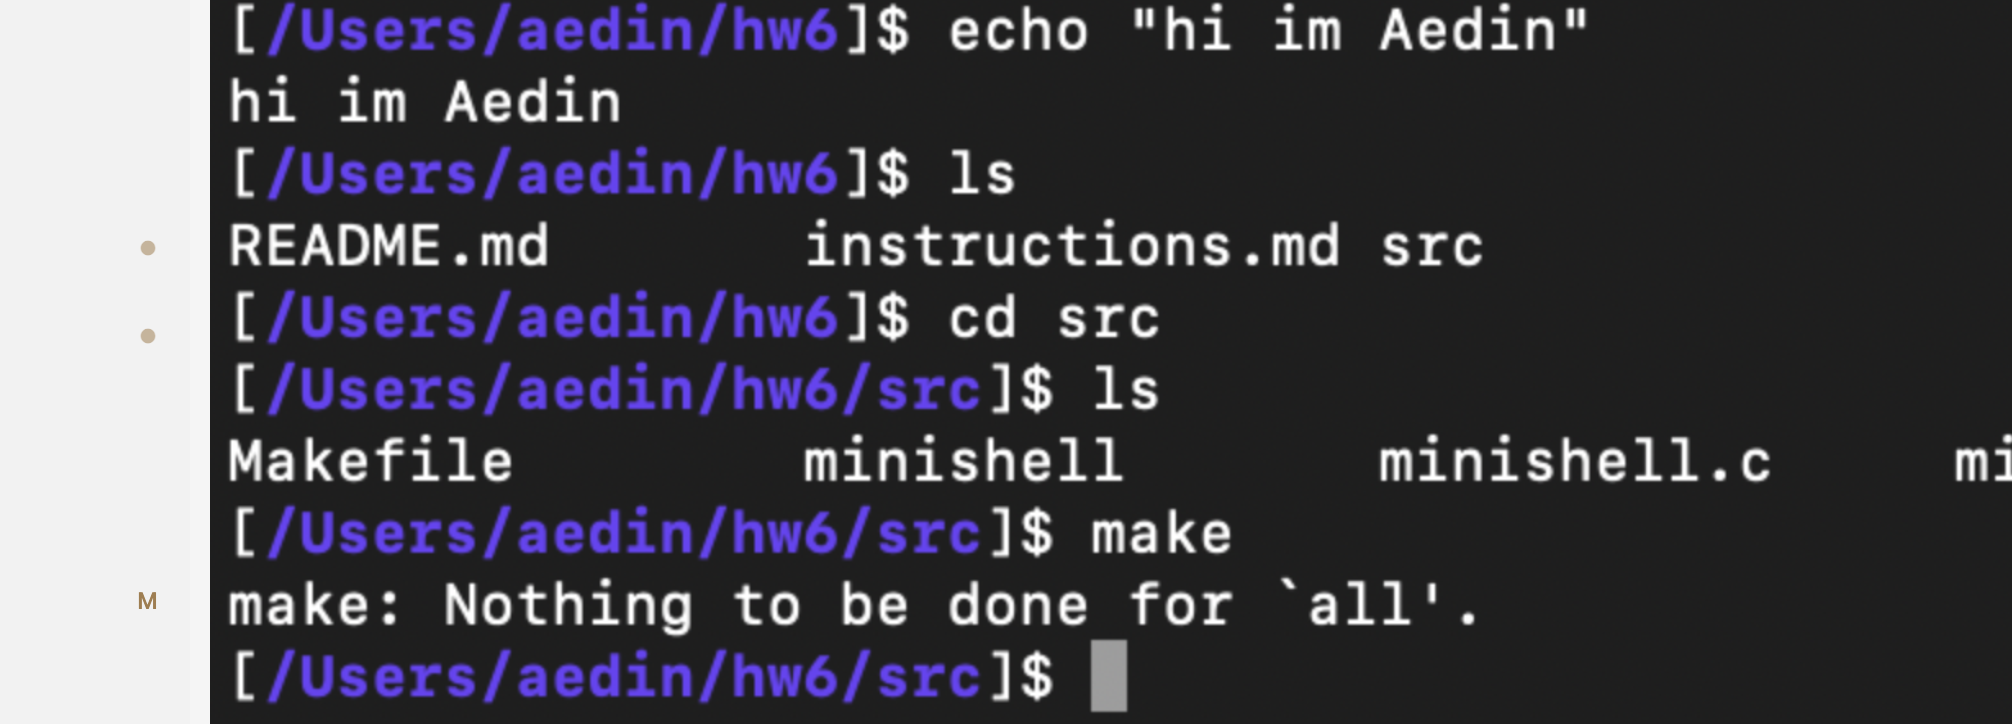 [/Users/aedin/hw6]$ echo "hi im Aedin"
hi im Aedin
[/Users/aedin/hw6]$ ls
README.md instructions.md src
[/Users/aedin/hw6]$ cd src
[/Users/aedin/hw6/src]$ ls
Makefile minishell minishell.c mi
[/Users/aedin/hw6/src]$ make
M
make: Nothing to be done for `all'.
[/Users/aedin/hw6/src]$